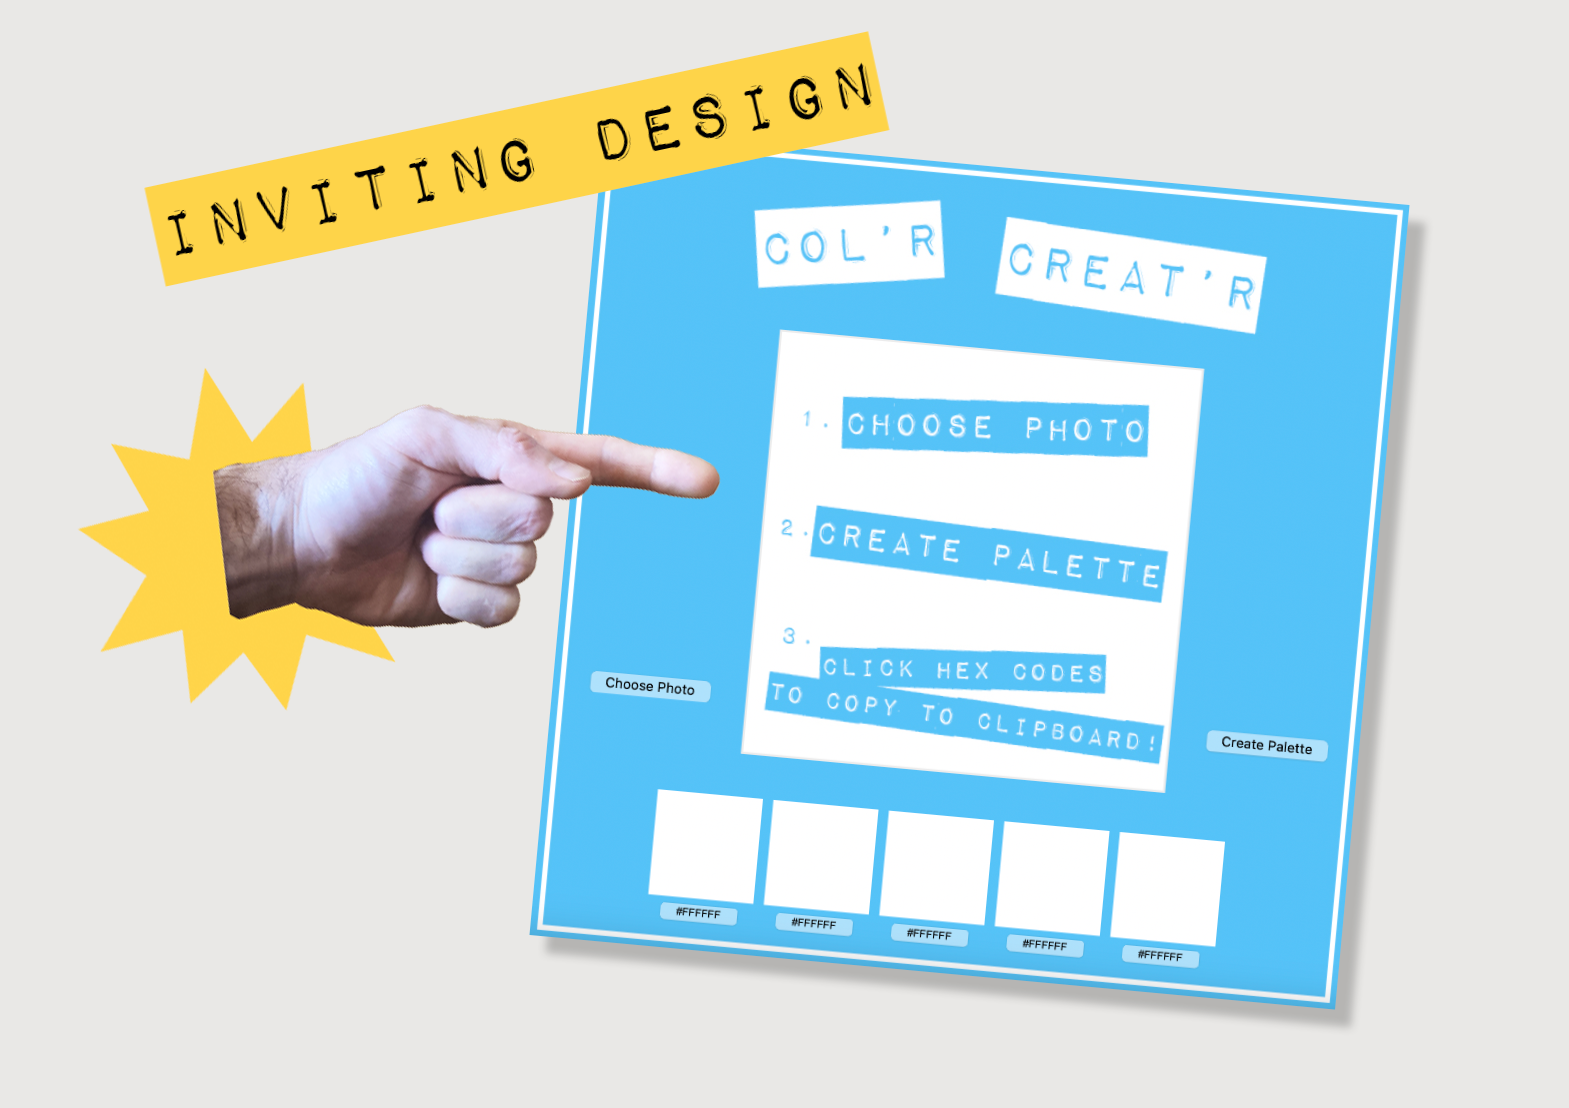 INVITING DESIGN
COL'R CREAT'R
1. CHOOSE PHOTO
2. CREATE PALETTE
3.
CLICK HEX CODES
TO COPY TO CLIPBOARD!
Choose Photo
Create Palette
#FFFFFF
#FFFFFF
#FFFFFF
#FFFFFF
#FFFFFF